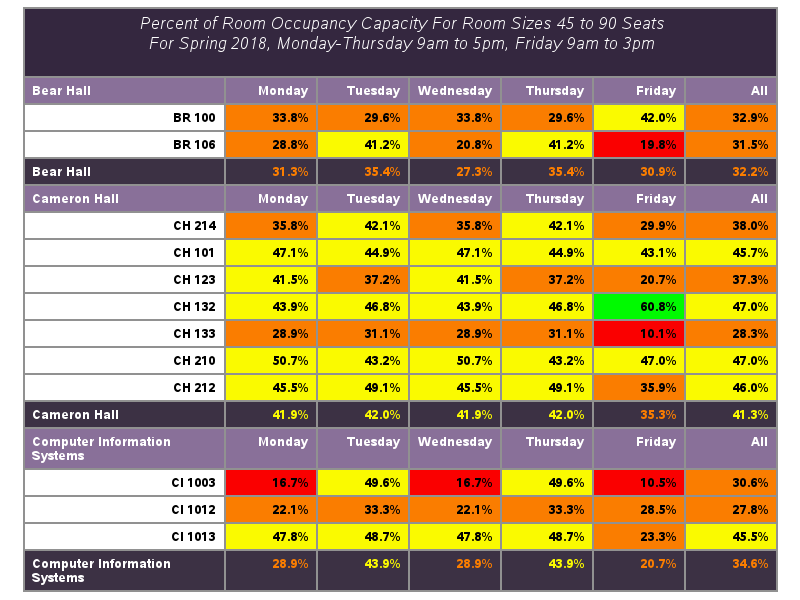 Percent of Room Occupancy Capacity For Room Sizes 45 to 90 Seats
For Spring 2018, Monday-Thursday 9am to 5pm, Friday 9am to 3pm
Bear Hall Monday Tuesday Wednesday Thursday Friday All
BR 100 33.8% 29.6% 33.8% 29.6% 42.0% 32.9%
BR 106 28.8% 41.2% 20.8% 41.2% 19.8% 31.5%
Bear Hall 31.3% 35.4% 27.3% 35.4% 30.9% 32.2%
Cameron Hall Monday Tuesday Wednesday Thursday Friday All
CH 214 35.8% 42.1% 35.8% 42.1% 29.9% 38.0%
CH 101 47.1% 44.9% 47.1% 44.9% 43.1% 45.7%
CH 123 41.5% 37.2% 41.5% 37.2% 20.7% 37.3%
CH 132 43.9% 46.8% 43.9% 46.8% 60.8% 47.0%
CH 133 28.9% 31.1% 28.9% 31.1% 10.1% 28.3%
CH 210 50.7% 43.2% 50.7% 43.2% 47.0% 47.0%
CH 212 45.5% 49.1% 45.5% 49.1% 35.9% 46.0%
Cameron Hall 41.9% 42.0% 41.9% 42.0% 35.3% 41.3%
Computer Information Monday Tuesday Wednesday Thursday Friday All
Systems
CI 1003 16.7% 49.6% 16.7% 49.6% 10.5% 30.6%
CI 1012 22.1% 33.3% 22.1% 33.3% 28.5% 27.8%
CI 1013 47.8% 48.7% 47.8% 48.7% 23.3% 45.5%
Computer Information 28.9% 43.9% 28.9% 43.9% 20.7% 34.6%
Systems